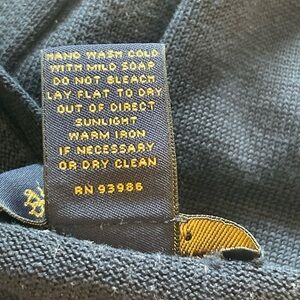 HAND WASH COLD
WITH MILD SOAP
DO NOT BLEACH
LAY FLAT TO DRY
OUT OF DIRECT
SUNLIGHT
WARM IRON
IF NECESSARY
OR DRY CLEAN
RN 93986